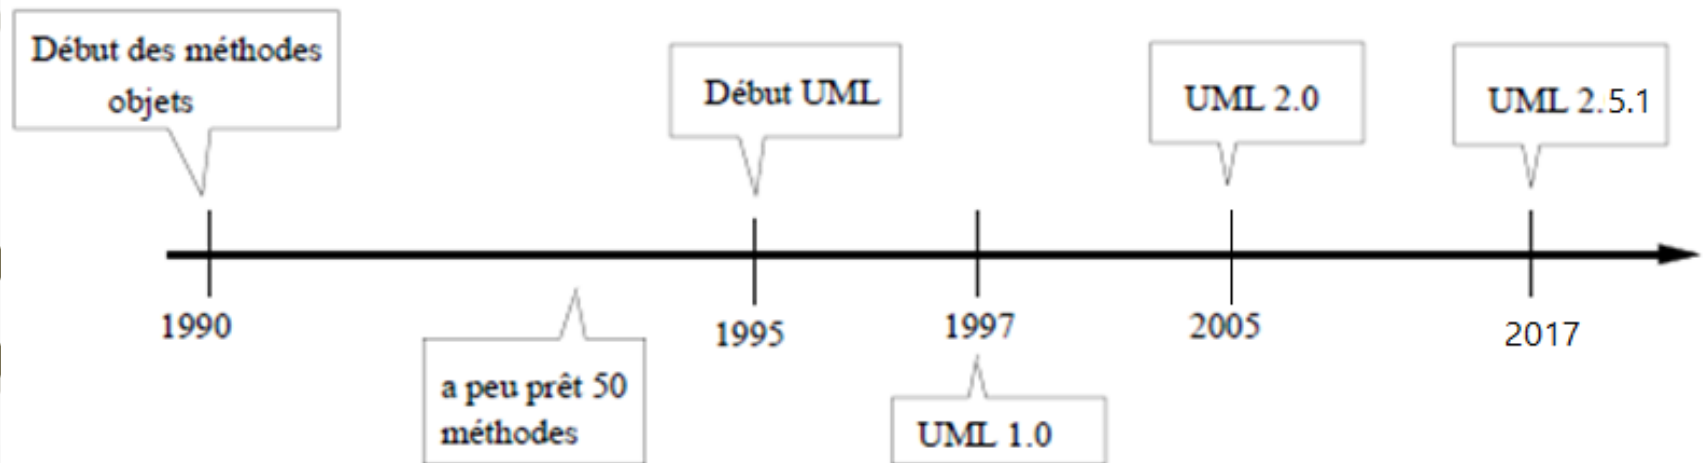 Début des méthodes
objets
Début UML
UML 2.0
UML 2.5.1
1990
1995
1997
2005
2017
a peu prêt 50
méthodes
UML 1.0